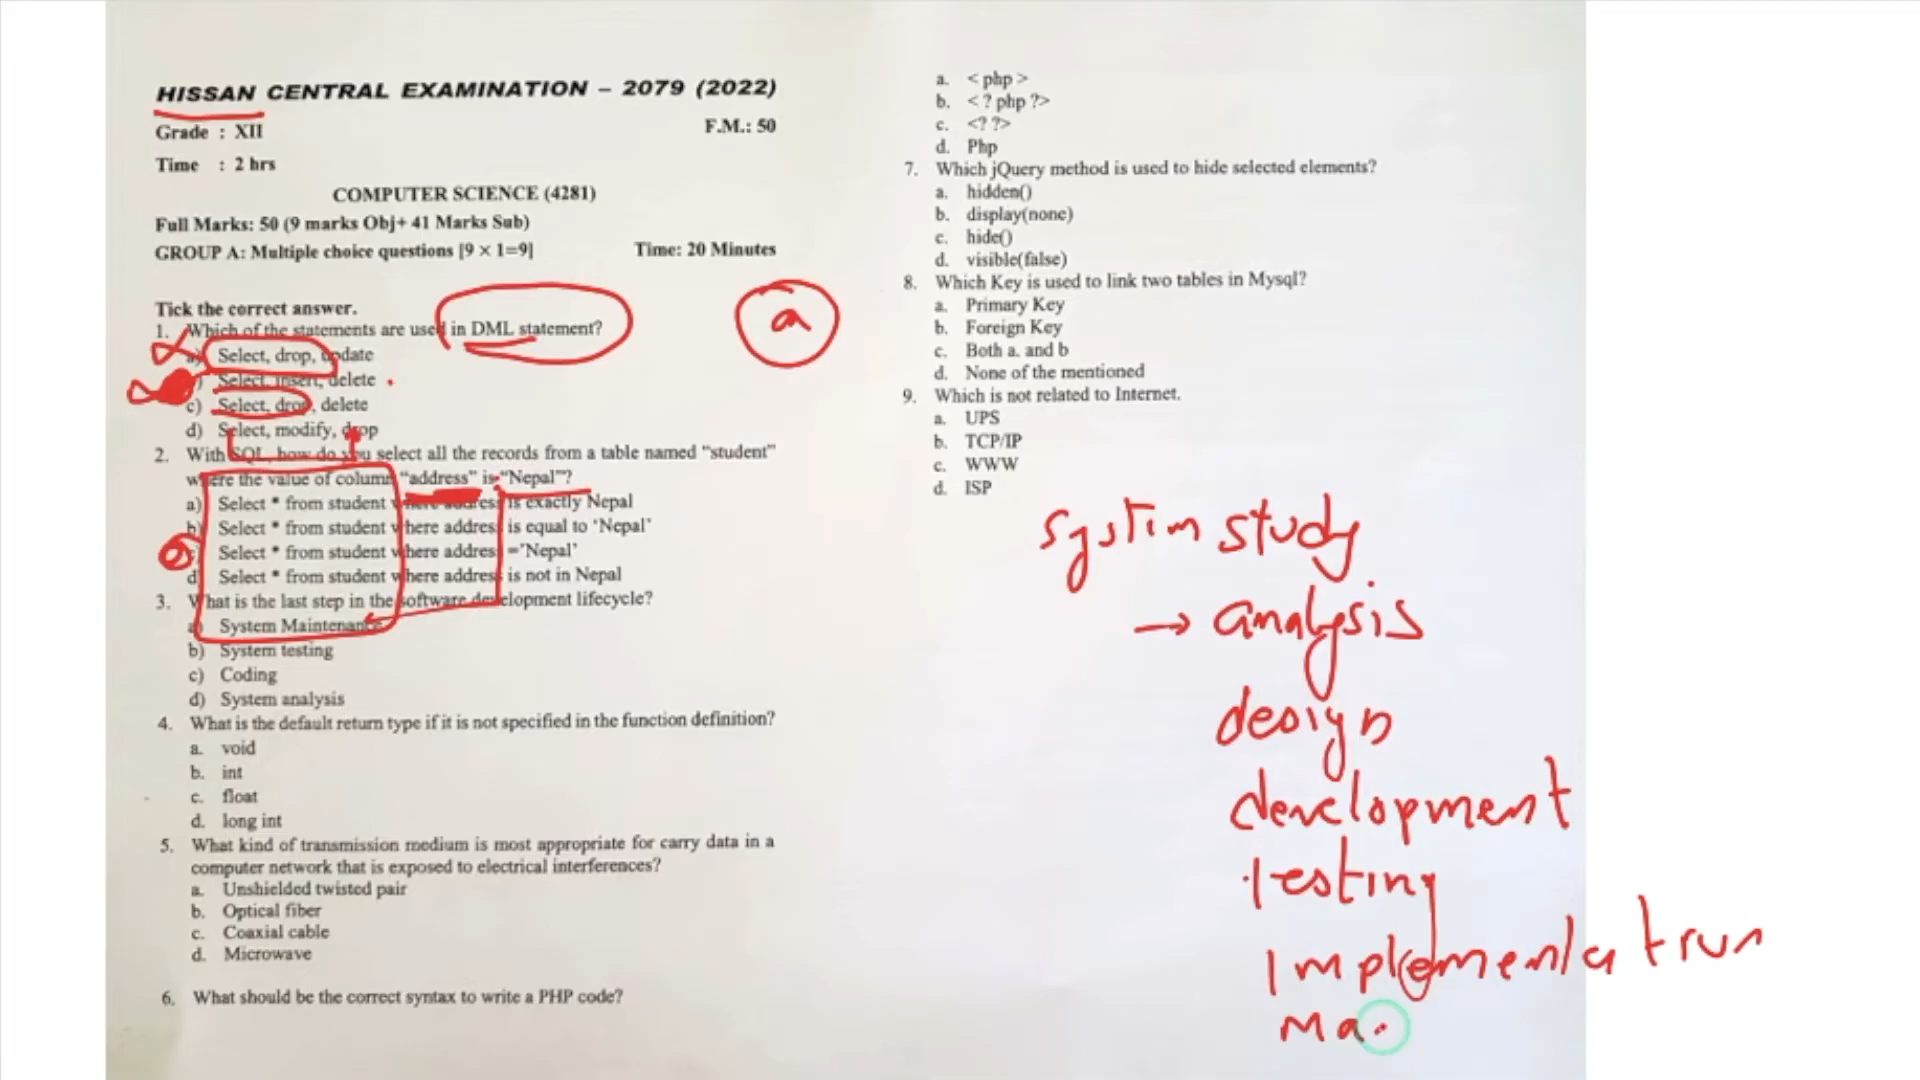 HISSAN CENTRAL EXAMINATION – 2079 (2022)
Grade : XII F.M.: 50
Time : 2 hrs
COMPUTER SCIENCE (4281)
Full Marks: 50 (9 marks Obj+ 41 Marks Sub)
GROUP A: Multiple choice questions [9 × 1=9] Time: 20 Minutes
Tick the correct answer.
a
1. Which of the statements are used in DML statement?
a) Select, drop, update
Select, insert, delete
c) Select, drop, delete
d) Select, modify, drop
2. With SQL, how do you select all the records from a table named “student”
where the value of column “address” is “Nepal”?
a) Select * from student where address is exactly Nepal
b) Select * from student where address is equal to ‘Nepal’
Select * from student where address =’Nepal’
d) Select * from student where address is not in Nepal
3. What is the last step in the software development lifecycle?
a) System Maintenance
b) System testing
c) Coding
d) System analysis
4. What is the default return type if it is not specified in the function definition?
a. void
b. int
c. float
d. long int
5. What kind of transmission medium is most appropriate for carry data in a
computer network that is exposed to electrical interferences?
a. Unshielded twisted pair
b. Optical fiber
c. Coaxial cable
d. Microwave
6. What should be the correct syntax to write a PHP code?
a. < php >
b. < ? php ?>
c. <? ?>
d. Php
7. Which jQuery method is used to hide selected elements?
a. hidden()
b. display(none)
c. hide()
d. visible(false)
8. Which Key is used to link two tables in Mysql?
a. Primary Key
b. Foreign Key
c. Both a. and b
d. None of the mentioned
9. Which is not related to Internet.
a. UPS
b. TCP/IP
c. WWW
d. ISP
system study
→ analysis
design
development
testing
Implementation
Ma